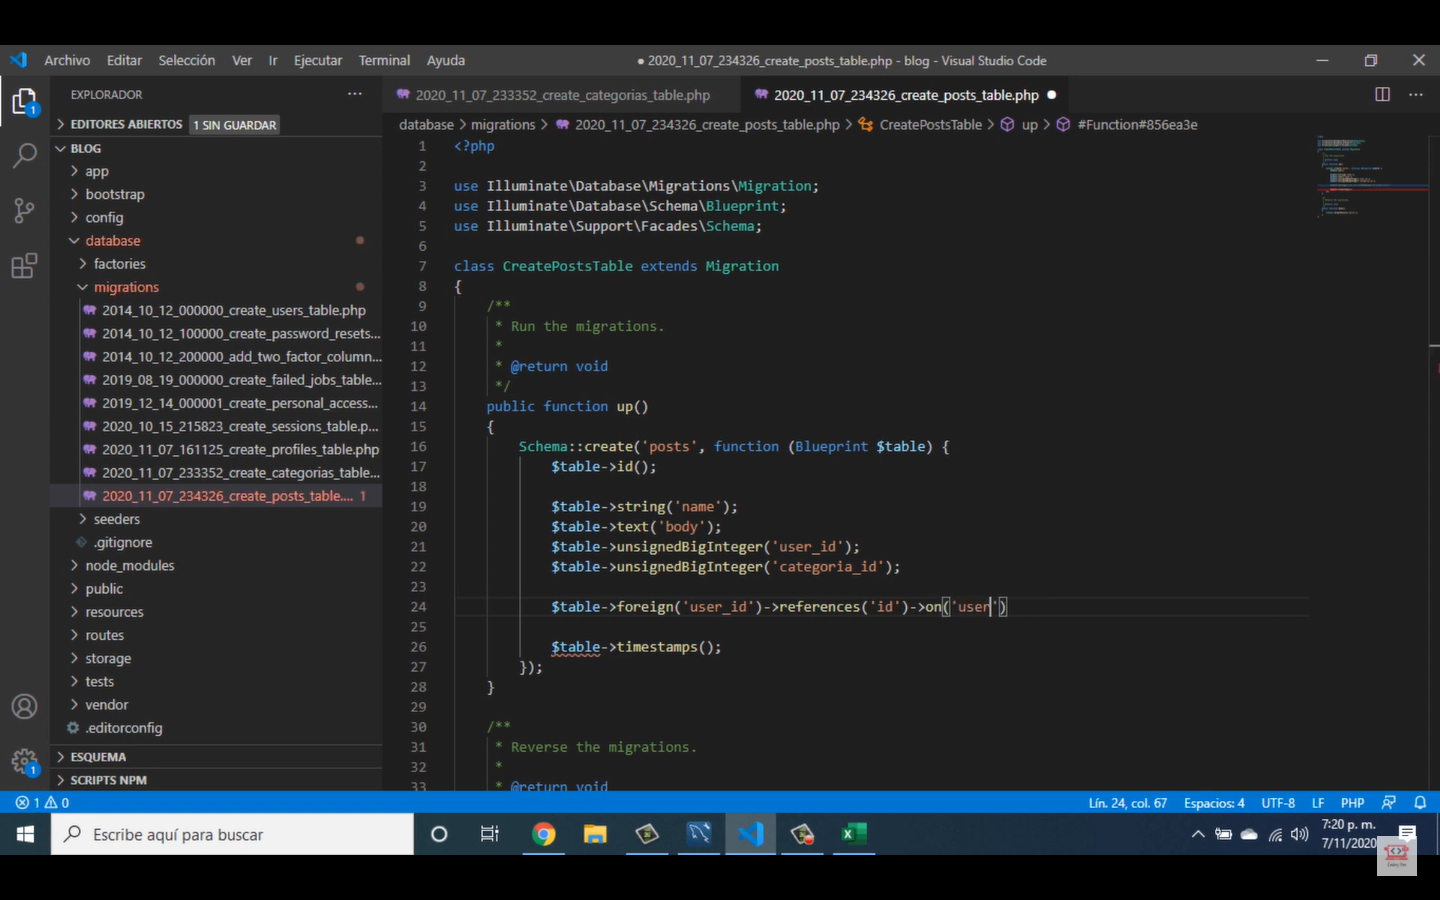 Archivo Editar Selección Ver Ir Ejecutar Terminal Ayuda
● 2020_11_07_234326_create_posts_table.php - blog - Visual Studio Code
EXPLORADOR
2020_11_07_233352_create_categorias_table.php
2020_11_07_234326_create_posts_table.php ●
EDITORES ABIERTOS 1 SIN GUARDAR
database > migrations > 2020_11_07_234326_create_posts_table.php > CreatePostsTable > up > #Function#856ea3e
BLOG
app
bootstrap
config
database
factories
migrations
2014_10_12_000000_create_users_table.php
2014_10_12_100000_create_password_resets...
2014_10_12_200000_add_two_factor_column...
2019_08_19_000000_create_failed_jobs_table...
2019_12_14_000001_create_personal_access...
2020_10_15_215823_create_sessions_table.p...
2020_11_07_161125_create_profiles_table.php
2020_11_07_233352_create_categorias_table...
2020_11_07_234326_create_posts_table.... 1
seeders
.gitignore
node_modules
public
resources
routes
storage
tests
vendor
.editorconfig
ESQUEMA
SCRIPTS NPM
1 <?php
2
3 use Illuminate\Database\Migrations\Migration;
4 use Illuminate\Database\Schema\Blueprint;
5 use Illuminate\Support\Facades\Schema;
6
7 class CreatePostsTable extends Migration
8 {
9 /**
10 * Run the migrations.
11 *
12 * @return void
13 */
14 public function up()
15 {
16 Schema::create('posts', function (Blueprint $table) {
17 $table->id();
18
19 $table->string('name');
20 $table->text('body');
21 $table->unsignedBigInteger('user_id');
22 $table->unsignedBigInteger('categoria_id');
23
24 $table->foreign('user_id')->references('id')->on('user')
25
26 $table->timestamps();
27 });
28 }
29
30 /**
31 * Reverse the migrations.
32 *
33 * @return void
1 0
Lín. 24, col. 67 Espacios: 4 UTF-8 LF PHP
Escribe aquí para buscar
7:20 p. m.
7/11/2020